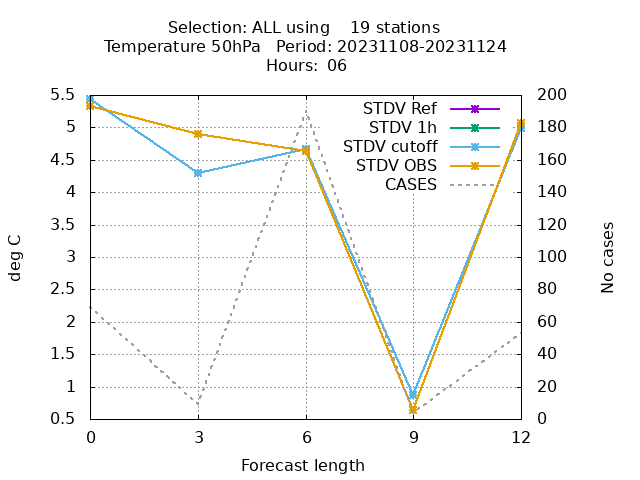 Selection: ALL using    19 stations
Temperature 50hPa   Period: 20231108-20231124
Hours: 06
STDV Ref
STDV 1h
STDV cutoff
STDV OBS
CASES
5.5
5
4.5
4
3.5
3
2.5
2
1.5
1
0.5
deg C
200
180
160
140
120
100
80
60
40
20
0
No cases
0 3 6 9 12
Forecast length